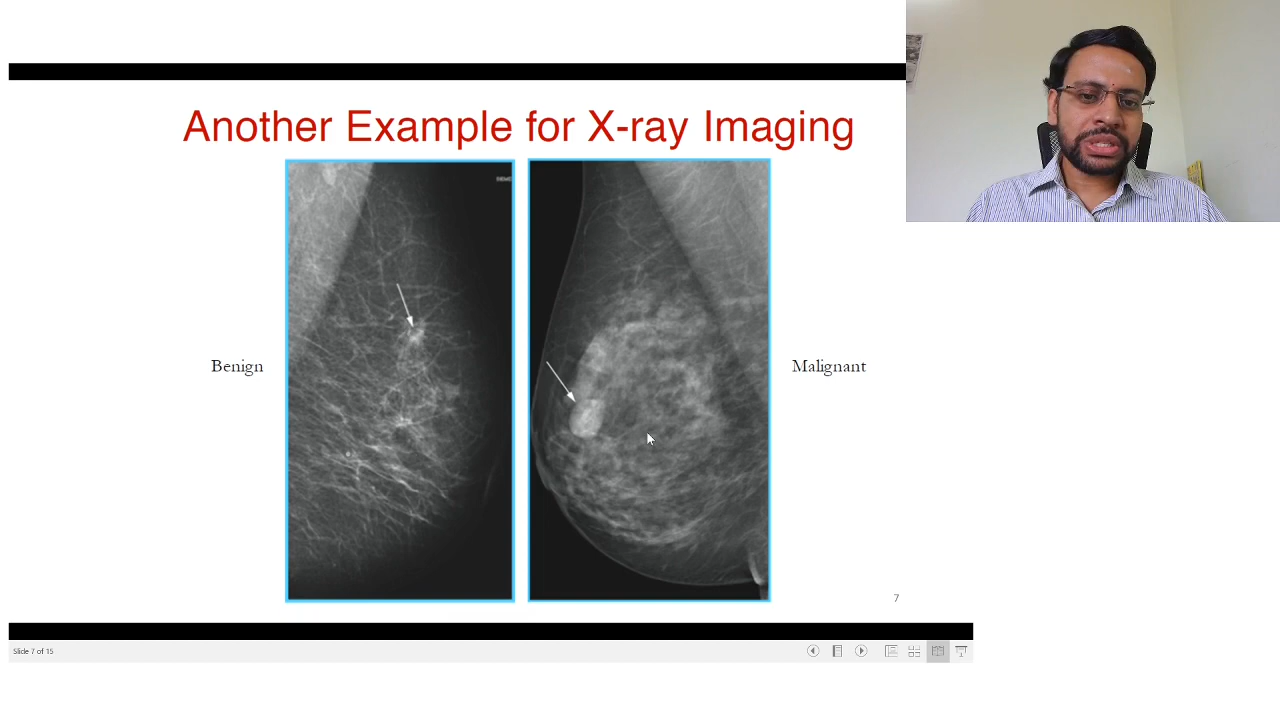 Another Example for X-ray Imaging
Benign
Malignant
7
Slide 7 of 15